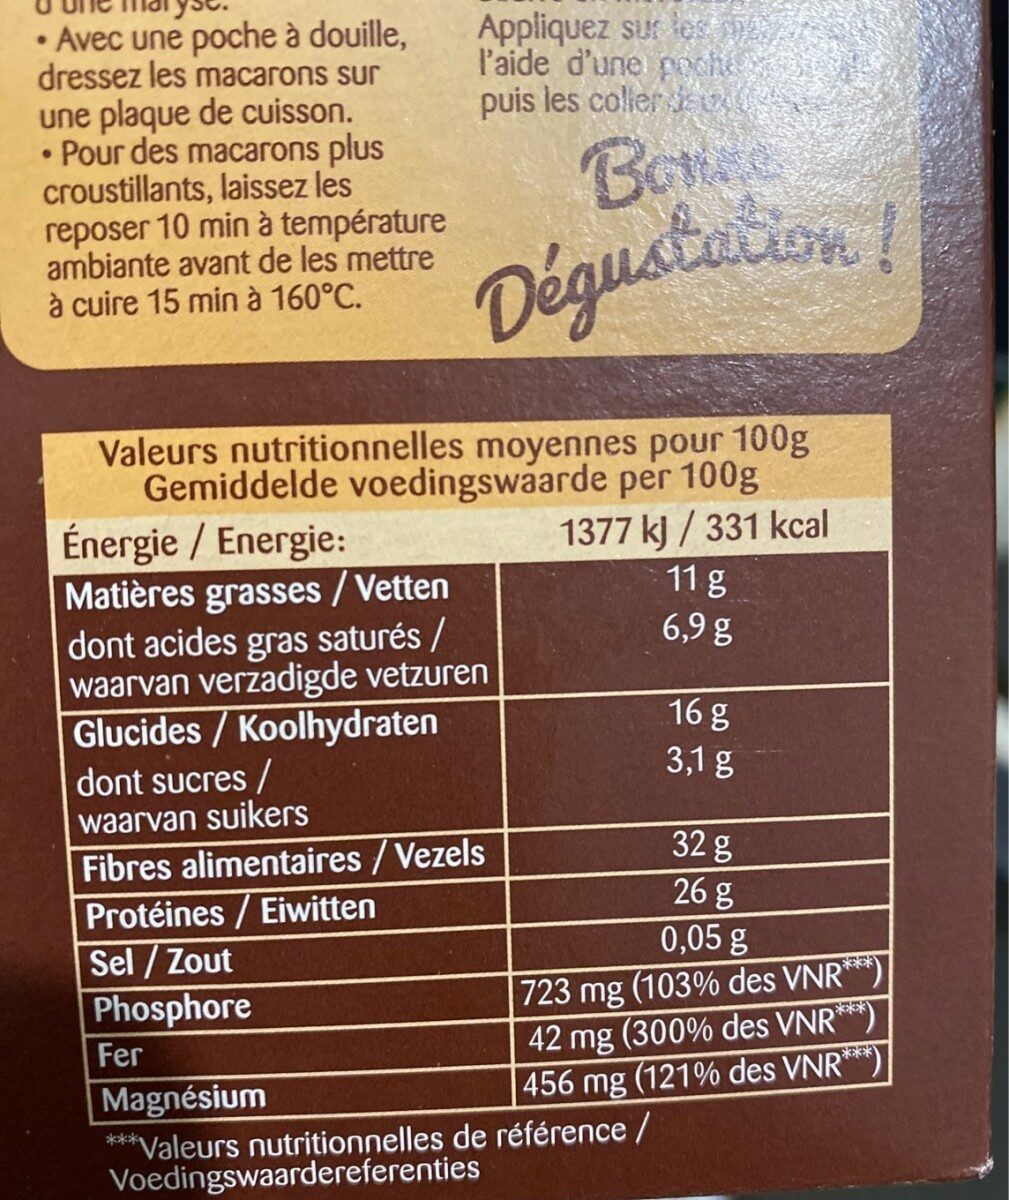 d'une maryse.
• Avec une poche à douille,
dressez les macarons sur
une plaque de cuisson.
• Pour des macarons plus
croustillants, laissez les
reposer 10 min à température
ambiante avant de les mettre
à cuire 15 min à 160°C.
Appliquez sur les
l'aide d'une poche
puis les coller deux
Bonne
Dégustation !
Valeurs nutritionnelles moyennes pour 100g
Gemiddelde voedingswaarde per 100g
Énergie / Energie: 1377 kJ / 331 kcal
Matières grasses / Vetten 11 g
dont acides gras saturés / 6,9 g
waarvan verzadigde vetzuren
Glucides / Koolhydraten 16 g
dont sucres / 3,1 g
waarvan suikers
Fibres alimentaires / Vezels 32 g
Protéines / Eiwitten 26 g
Sel / Zout 0,05 g
Phosphore 723 mg (103% des VNR***)
Fer 42 mg (300% des VNR***)
Magnésium 456 mg (121% des VNR***)
***Valeurs nutritionnelles de référence /
Voedingswaardereferenties